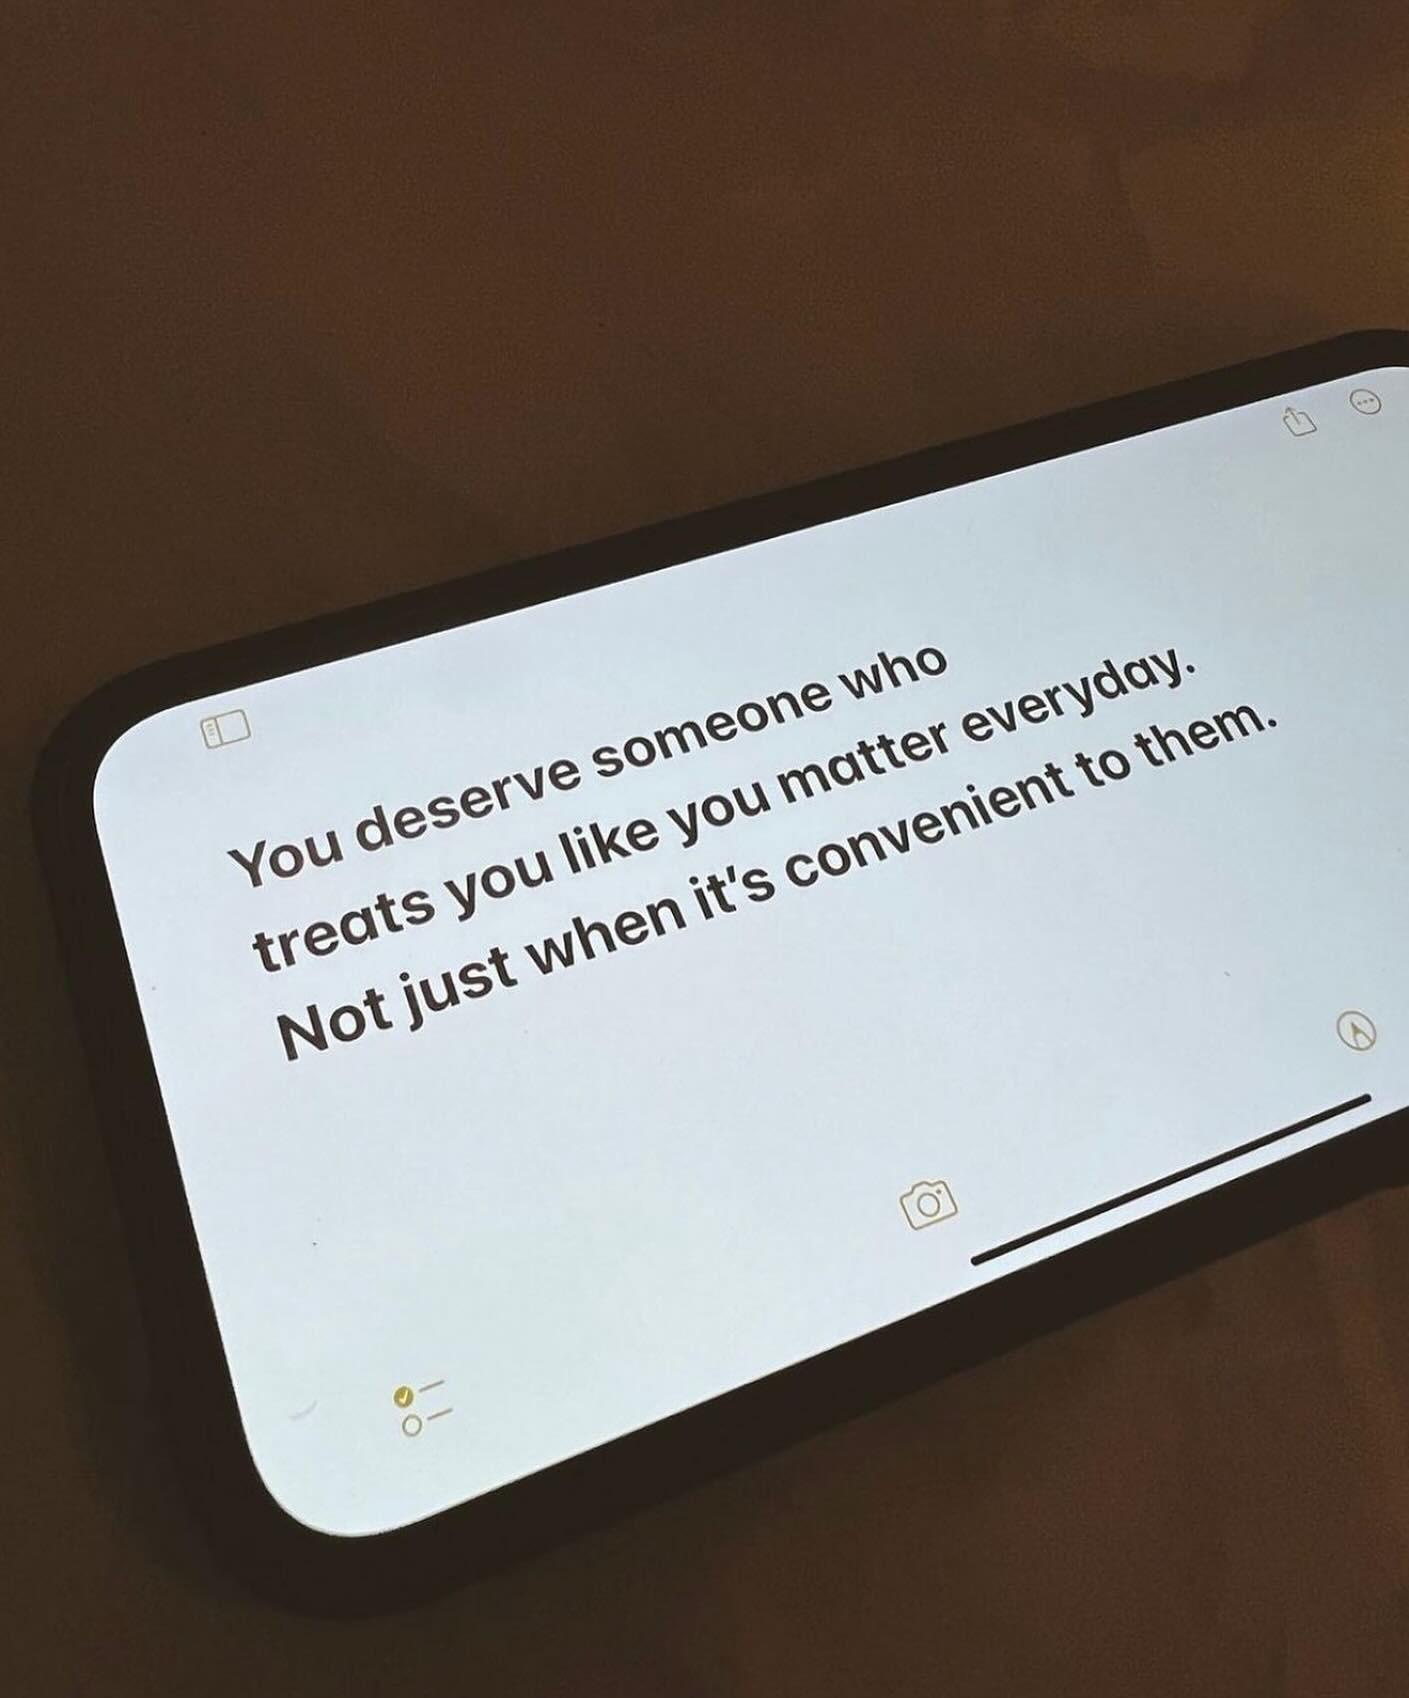 You deserve someone who
treats you like you matter everyday.
Not just when it's convenient to them.